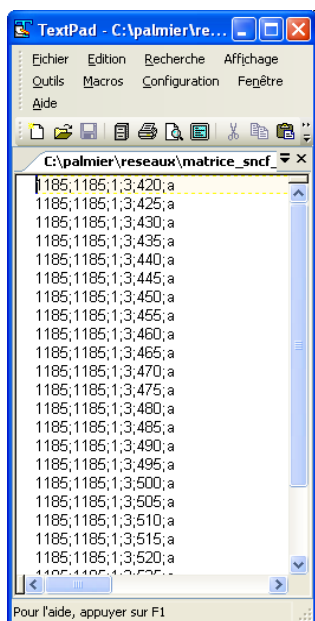 TextPad - C:\palmier\re...
Fichier Edition Recherche Affichage
Outils Macros Configuration Fenêtre
Aide
C:\palmier\reseaux\matrice_sncf_
1185;1185;1;3;420;a
1185;1185;1;3;425;a
1185;1185;1;3;430;a
1185;1185;1;3;435;a
1185;1185;1;3;440;a
1185;1185;1;3;445;a
1185;1185;1;3;450;a
1185;1185;1;3;455;a
1185;1185;1;3;460;a
1185;1185;1;3;465;a
1185;1185;1;3;470;a
1185;1185;1;3;475;a
1185;1185;1;3;480;a
1185;1185;1;3;485;a
1185;1185;1;3;490;a
1185;1185;1;3;495;a
1185;1185;1;3;500;a
1185;1185;1;3;505;a
1185;1185;1;3;510;a
1185;1185;1;3;515;a
1185;1185;1;3;520;a
Pour l'aide, appuyer sur F1